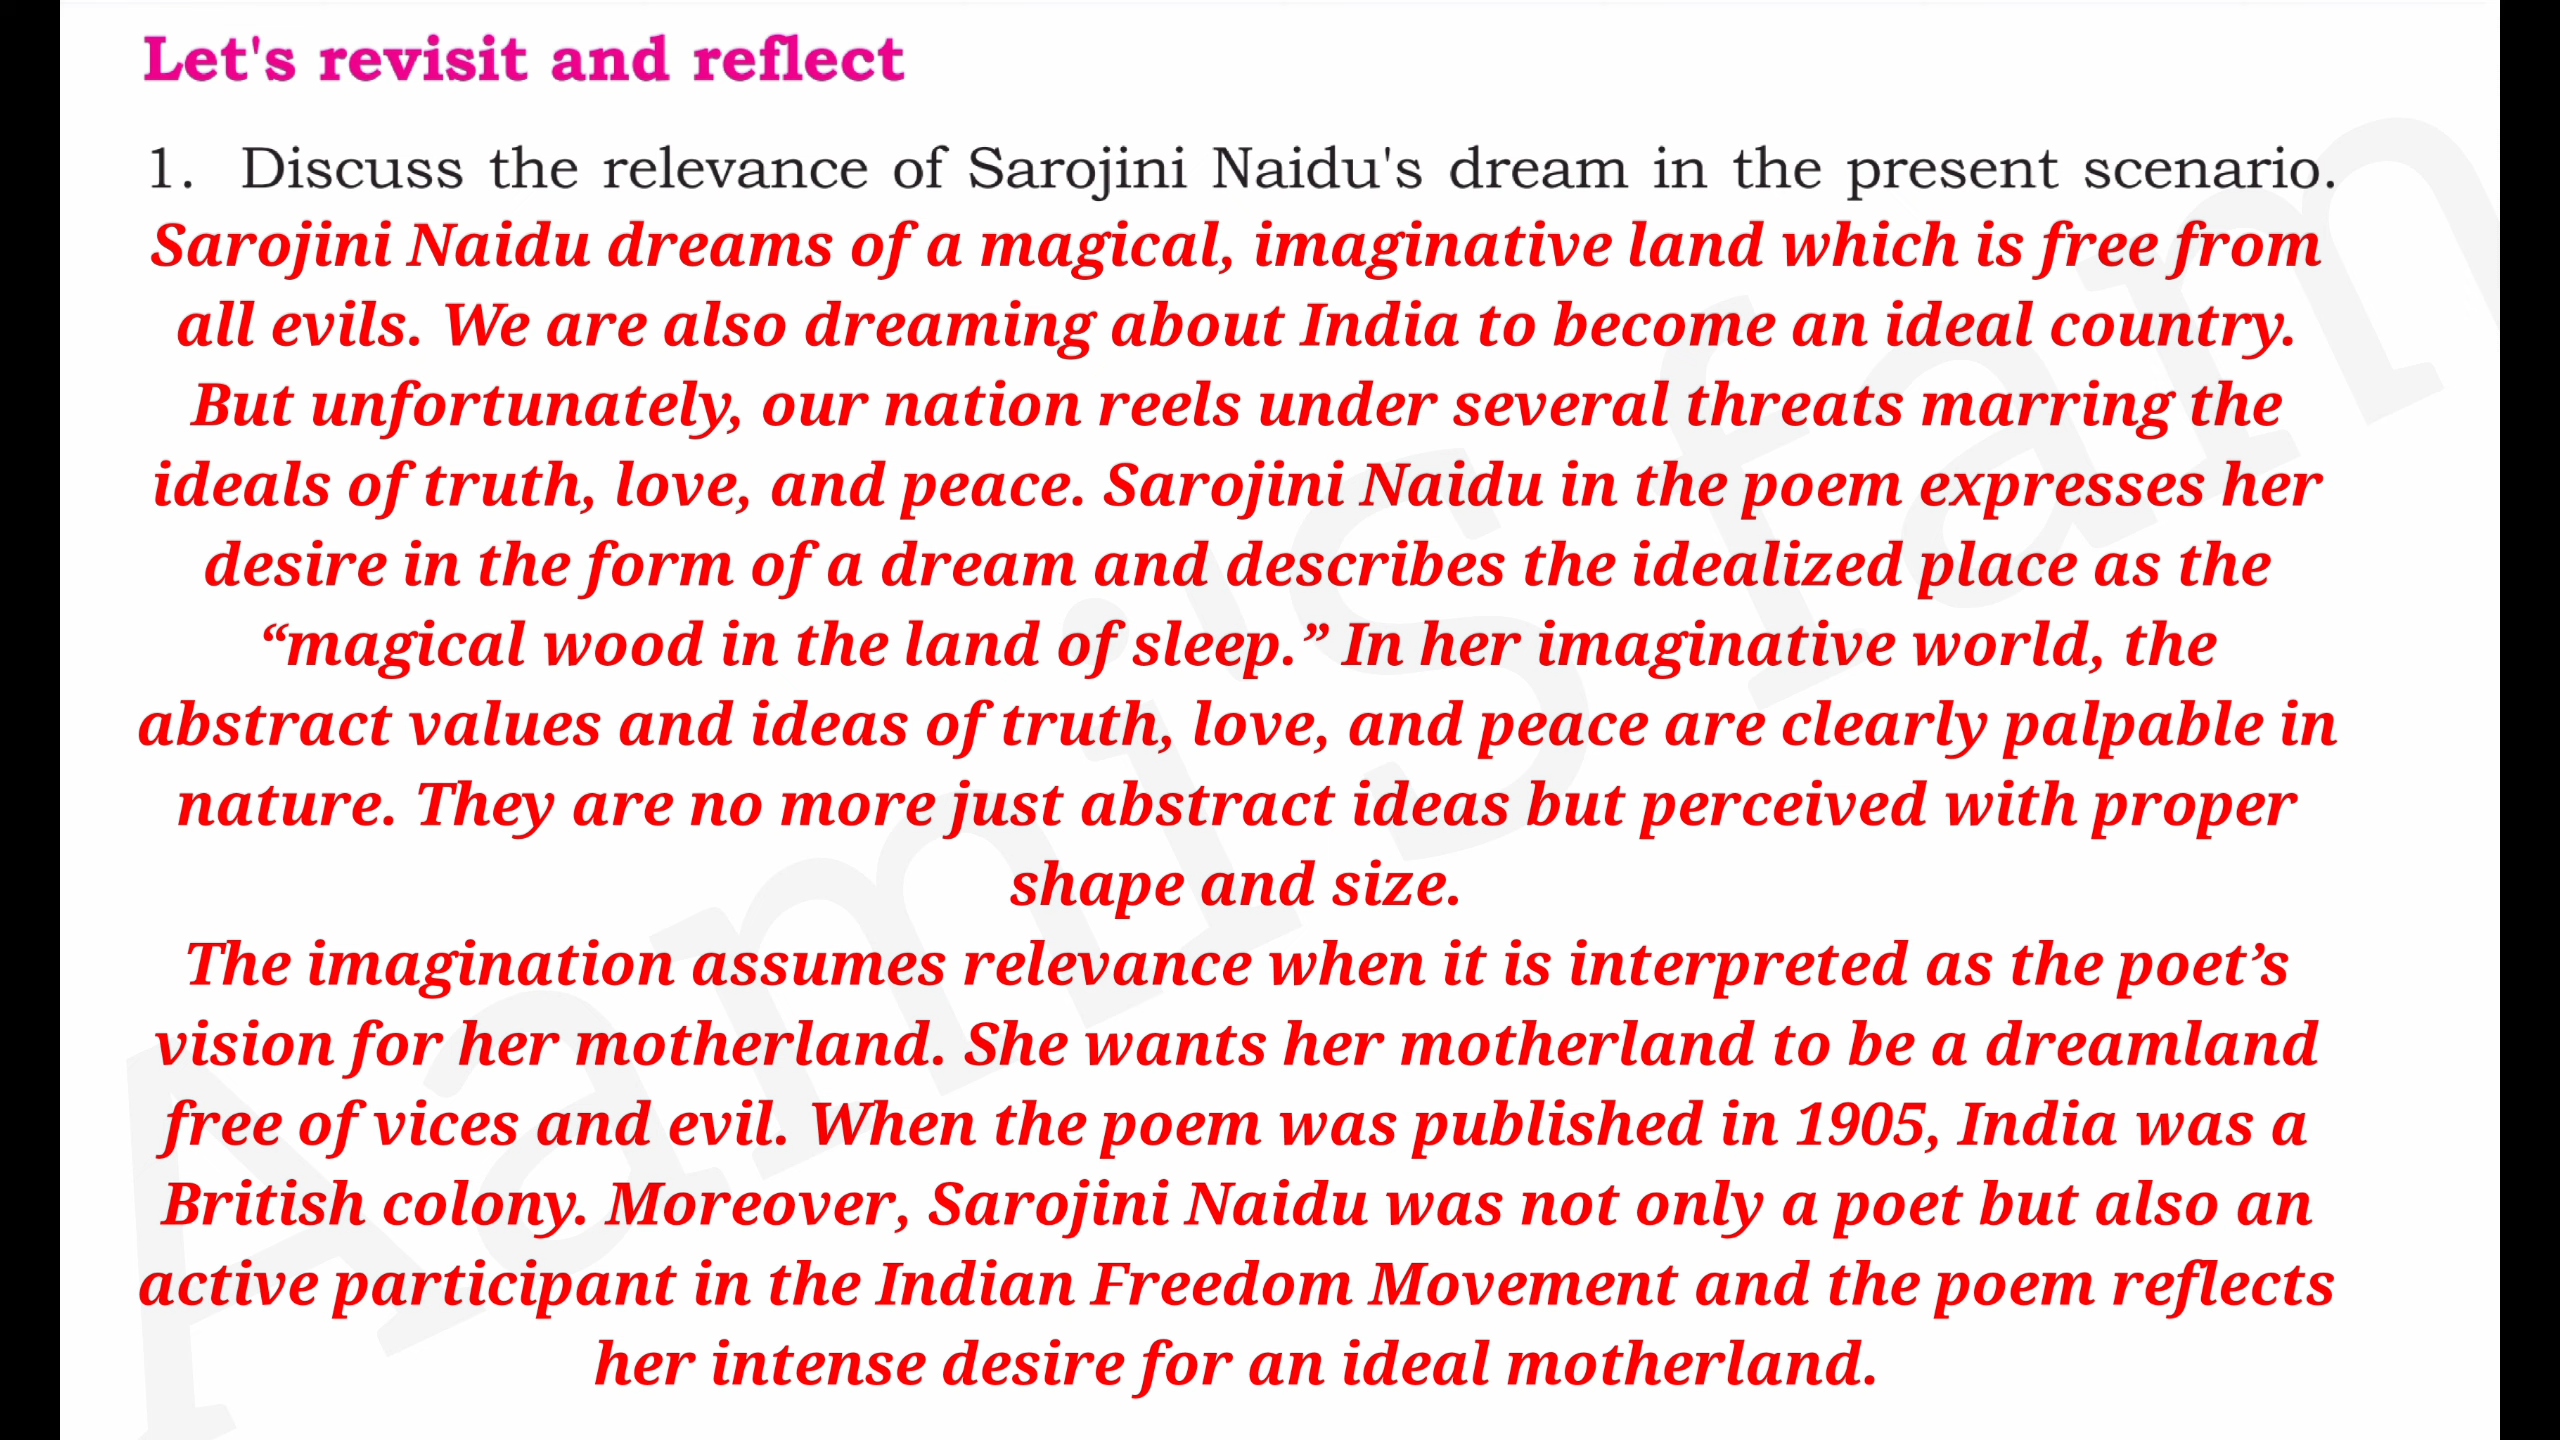 Let's revisit and reflect
1. Discuss the relevance of Sarojini Naidu's dream in the present scenario.
Sarojini Naidu dreams of a magical, imaginative land which is free from
all evils. We are also dreaming about India to become an ideal country.
But unfortunately, our nation reels under several threats marring the
ideals of truth, love, and peace. Sarojini Naidu in the poem expresses her
desire in the form of a dream and describes the idealized place as the
“magical wood in the land of sleep.” In her imaginative world, the
abstract values and ideas of truth, love, and peace are clearly palpable in
nature. They are no more just abstract ideas but perceived with proper
shape and size.
The imagination assumes relevance when it is interpreted as the poet’s
vision for her motherland. She wants her motherland to be a dreamland
free of vices and evil. When the poem was published in 1905, India was a
British colony. Moreover, Sarojini Naidu was not only a poet but also an
active participant in the Indian Freedom Movement and the poem reflects
her intense desire for an ideal motherland.
Aami's fam